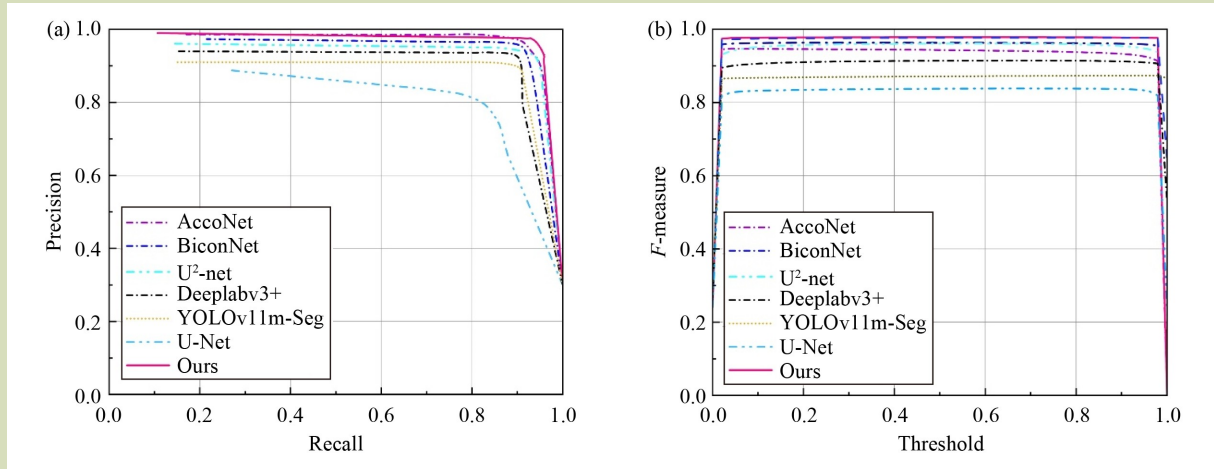 (a)
1.0
0.8
0.6
0.4
0.2
0.0
Precision
AccoNet
BiconNet
U²-net
Deeplabv3+
YOLOv11m-Seg
U-Net
Ours
0.0 0.2 0.4 0.6 0.8 1.0
Recall
(b)
1.0
0.8
0.6
0.4
0.2
0.0
F-measure
AccoNet
BiconNet
U²-net
Deeplabv3+
YOLOv11m-Seg
U-Net
Ours
0.0 0.2 0.4 0.6 0.8 1.0
Threshold